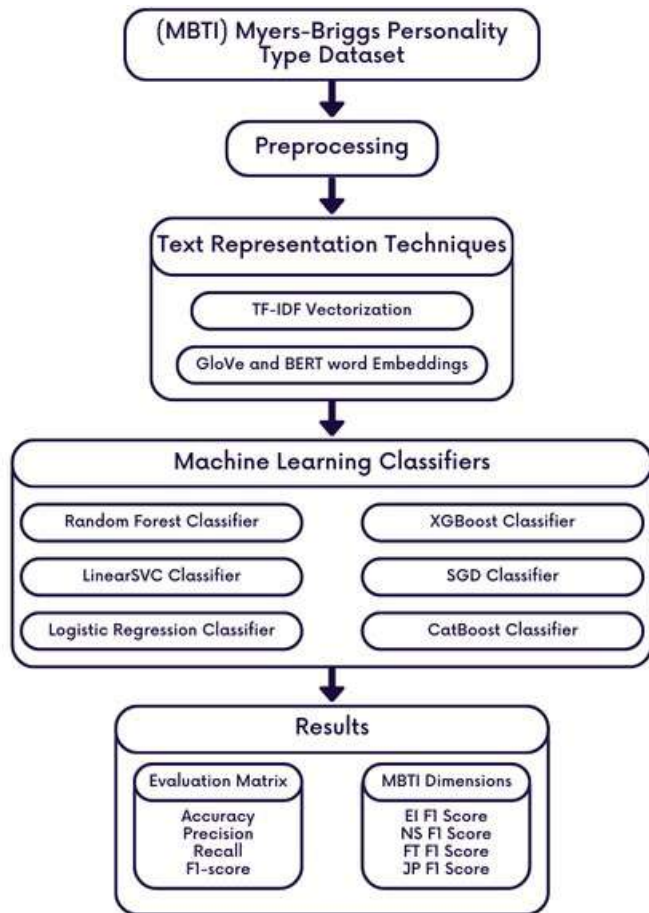 (MBTI) Myers-Briggs Personality
Type Dataset
Preprocessing
Text Representation Techniques
TF-IDF Vectorization
GloVe and BERT word Embeddings
Machine Learning Classifiers
Random Forest Classifier
XGBoost Classifier
LinearSVC Classifier
SGD Classifier
Logistic Regression Classifier
CatBoost Classifier
Results
Evaluation Matrix
Accuracy
Precision
Recall
F1-score
MBTI Dimensions
EI F1 Score
NS F1 Score
FT F1 Score
JP F1 Score